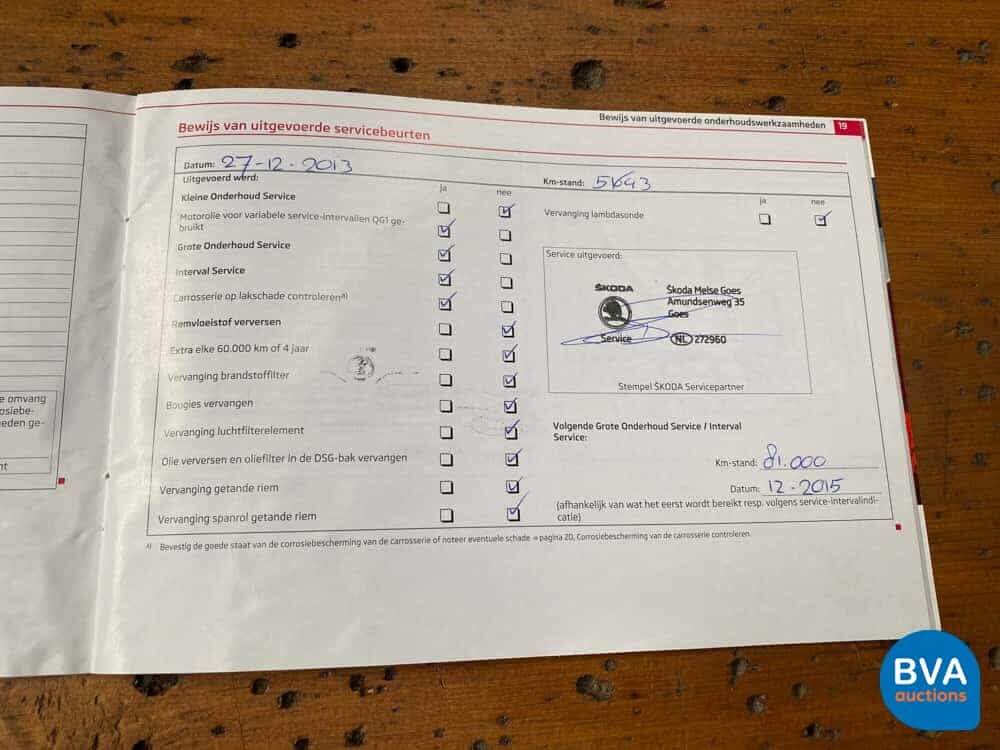 Bewijs van uitgevoerde onderhoudswerkzaamheden 19
Bewijs van uitgevoerde servicebeurten
Datum: 27-12-2013
Km-stand:
Uitgevoerd werd:
ja nee
ja nee
Kleine Onderhoud Service
Vervanging lambdasonde
Motorolie voor variabele service-intervallen QG1 ge-
bruikt
Grote Onderhoud Service
Interval Service
Carrosserie op lakschade controleren a)
Remvloeistof verversen
Extra elke 60.000 km of 4 jaar
Vervanging brandstoffilter
Bougies vervangen
Vervanging luchtfilterelement
Olie verversen en oliefilter in de DSG-bak vervangen
Vervanging getande riem
Vervanging spanrol getande riem
Service uitgevoerd:
ŠKODA
Service
Škoda Melse Goes
Amundsenweg 35
Goes
NL 272960
Stempel ŠKODA Servicepartner
Volgende Grote Onderhoud Service / Interval
Service:
Km-stand: 81.000
Datum: 12-2015
(afhankelijk van wat het eerst wordt bereikt resp. volgens service-intervalindi-
catie)
a) Bevestig de goede staat van de corrosiebescherming van de carrosserie of noteer eventuele schade ⇒ pagina 20, Corrosiebescherming van de carrosserie controleren.
e omvang
osiebe-
eden ge-
nt
BVA
auctions